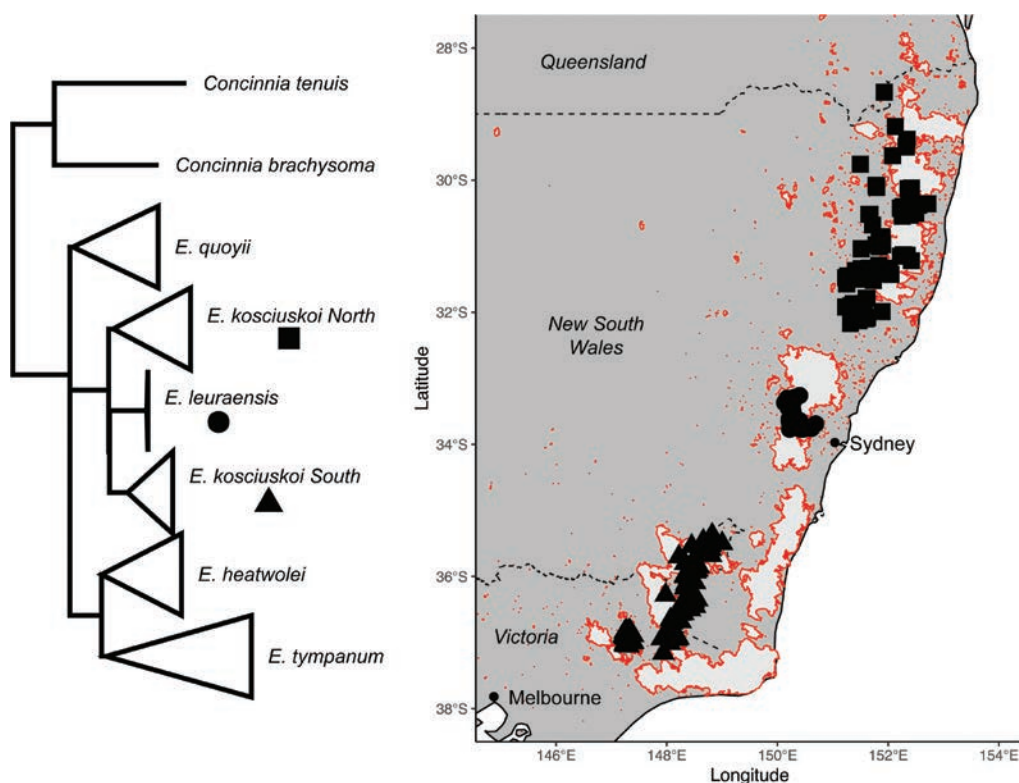 Concinnia tenuis
Concinnia brachysoma
E. quoyii
E. kosciuskoi North
E. leuraensis
E. kosciuskoi South
E. heatwolei
E. tympanum
Latitude
28°S
30°S
32°S
34°S
36°S
38°S
Queensland
New South
Wales
Sydney
Victoria
Melbourne
146°E
148°E
150°E
152°E
154°E
Longitude